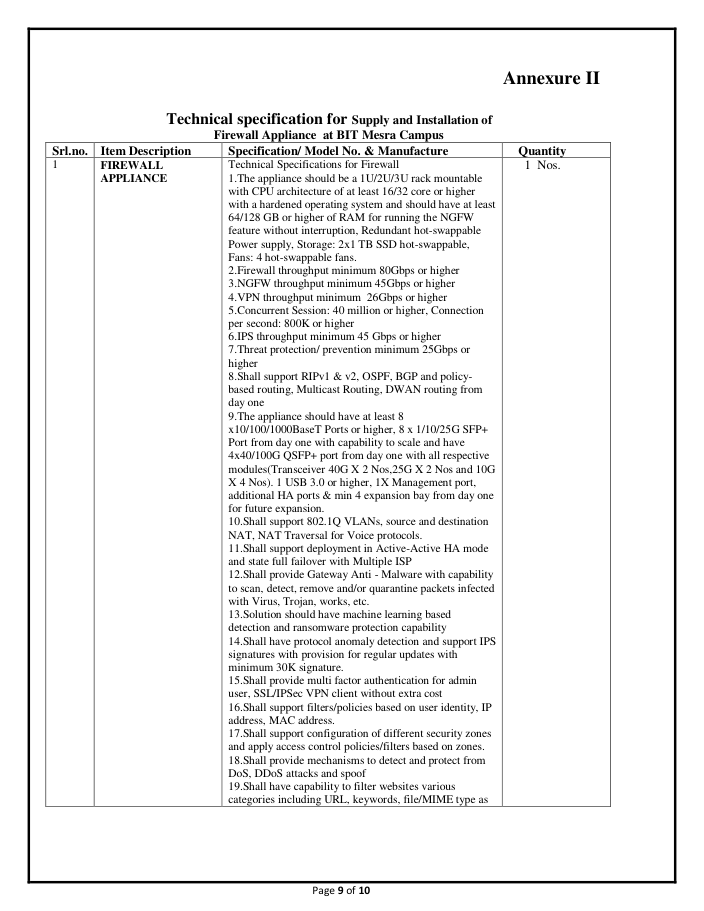 Annexure II
Technical specification for Supply and Installation of
Firewall Appliance at BIT Mesra Campus
Srl.no. Item Description Specification/ Model No. & Manufacture Quantity
1 FIREWALL Technical Specifications for Firewall 1 Nos.
APPLIANCE 1.The appliance should be a 1U/2U/3U rack mountable
with CPU architecture of at least 16/32 core or higher
with a hardened operating system and should have at least
64/128 GB or higher of RAM for running the NGFW
feature without interruption, Redundant hot-swappable
Power supply, Storage: 2x1 TB SSD hot-swappable,
Fans: 4 hot-swappable fans.
2.Firewall throughput minimum 80Gbps or higher
3.NGFW throughput minimum 45Gbps or higher
4.VPN throughput minimum 26Gbps or higher
5.Concurrent Session: 40 million or higher, Connection
per second: 800K or higher
6.IPS throughput minimum 45 Gbps or higher
7.Threat protection/ prevention minimum 25Gbps or
higher
8.Shall support RIPv1 & v2, OSPF, BGP and policy-
based routing, Multicast Routing, DWAN routing from
day one
9.The appliance should have at least 8
x10/100/1000BaseT Ports or higher, 8 x 1/10/25G SFP+
Port from day one with capability to scale and have
4x40/100G QSFP+ port from day one with all respective
modules(Transceiver 40G X 2 Nos,25G X 2 Nos and 10G
X 4 Nos). 1 USB 3.0 or higher, 1X Management port,
additional HA ports & min 4 expansion bay from day one
for future expansion.
10.Shall support 802.1Q VLANs, source and destination
NAT, NAT Traversal for Voice protocols.
11.Shall support deployment in Active-Active HA mode
and state full failover with Multiple ISP
12.Shall provide Gateway Anti - Malware with capability
to scan, detect, remove and/or quarantine packets infected
with Virus, Trojan, works, etc.
13.Solution should have machine learning based
detection and ransomware protection capability
14.Shall have protocol anomaly detection and support IPS
signatures with provision for regular updates with
minimum 30K signature.
15.Shall provide multi factor authentication for admin
user, SSL/IPSec VPN client without extra cost
16.Shall support filters/policies based on user identity, IP
address, MAC address.
17.Shall support configuration of different security zones
and apply access control policies/filters based on zones.
18.Shall provide mechanisms to detect and protect from
DoS, DDoS attacks and spoof
19.Shall have capability to filter websites various
categories including URL, keywords, file/MIME type as
Page 9 of 10